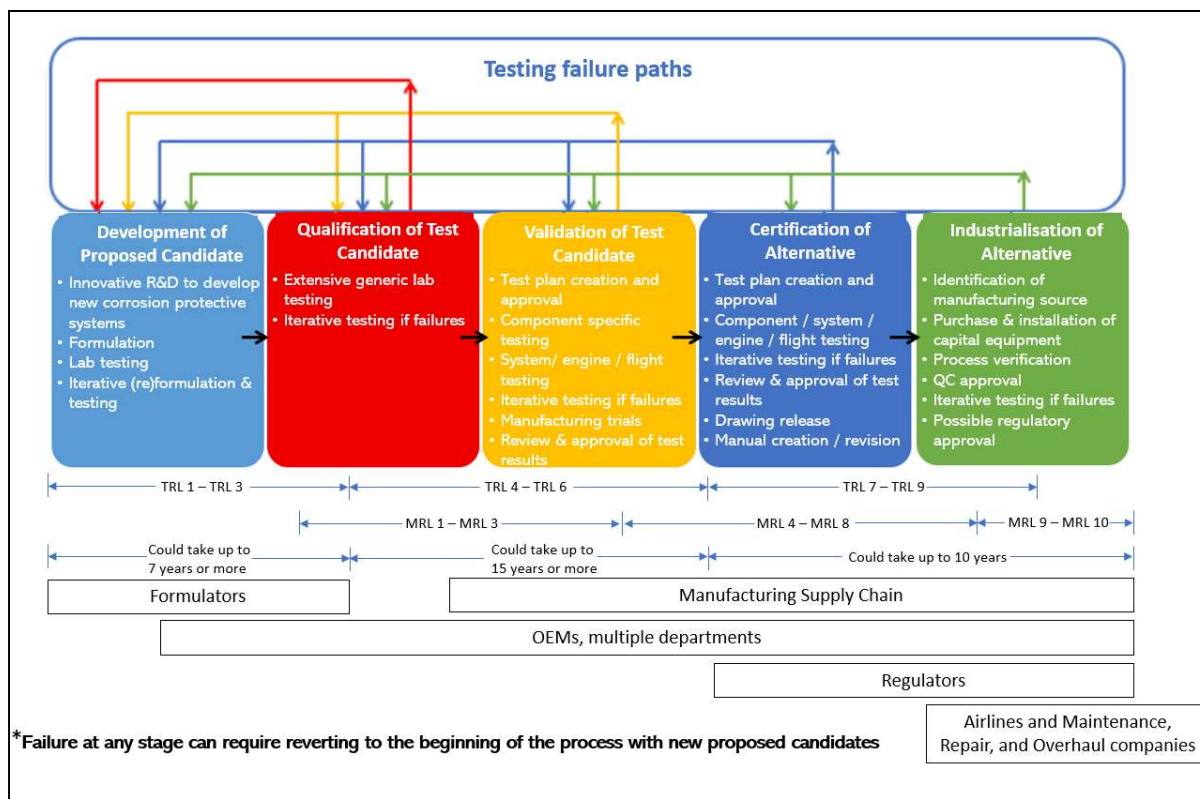 Testing failure paths
Development of
Proposed Candidate
• Innovative R&D to develop
new corrosion protective
systems
• Formulation
• Lab testing
• Iterative (re)formulation &
testing
Qualification of Test
Candidate
• Extensive generic lab
testing
• Iterative testing if failures
Validation of Test
Candidate
• Test plan creation and
approval
• Component specific
testing
• System/ engine / flight
testing
• Iterative testing if failures
• Manufacturing trials
• Review & approval of test
results
Certification of
Alternative
• Test plan creation and
approval
• Component / system /
engine / flight testing
• Iterative testing if failures
• Review & approval of test
results
• Drawing release
• Manual creation / revision
Industrialisation of
Alternative
• Identification of
manufacturing source
• Purchase & installation of
capital equipment
• Process verification
• QC approval
• Iterative testing if failures
• Possible regulatory
approval
TRL 1 – TRL 3
TRL 4 – TRL 6
TRL 7 – TRL 9
MRL 1 – MRL 3
MRL 4 – MRL 8
MRL 9 – MRL 10
Could take up to
7 years or more
Could take up to
15 years or more
Could take up to 10 years
Formulators
Manufacturing Supply Chain
OEMs, multiple departments
Regulators
Airlines and Maintenance,
Repair, and Overhaul companies
*Failure at any stage can require reverting to the beginning of the process with new proposed candidates